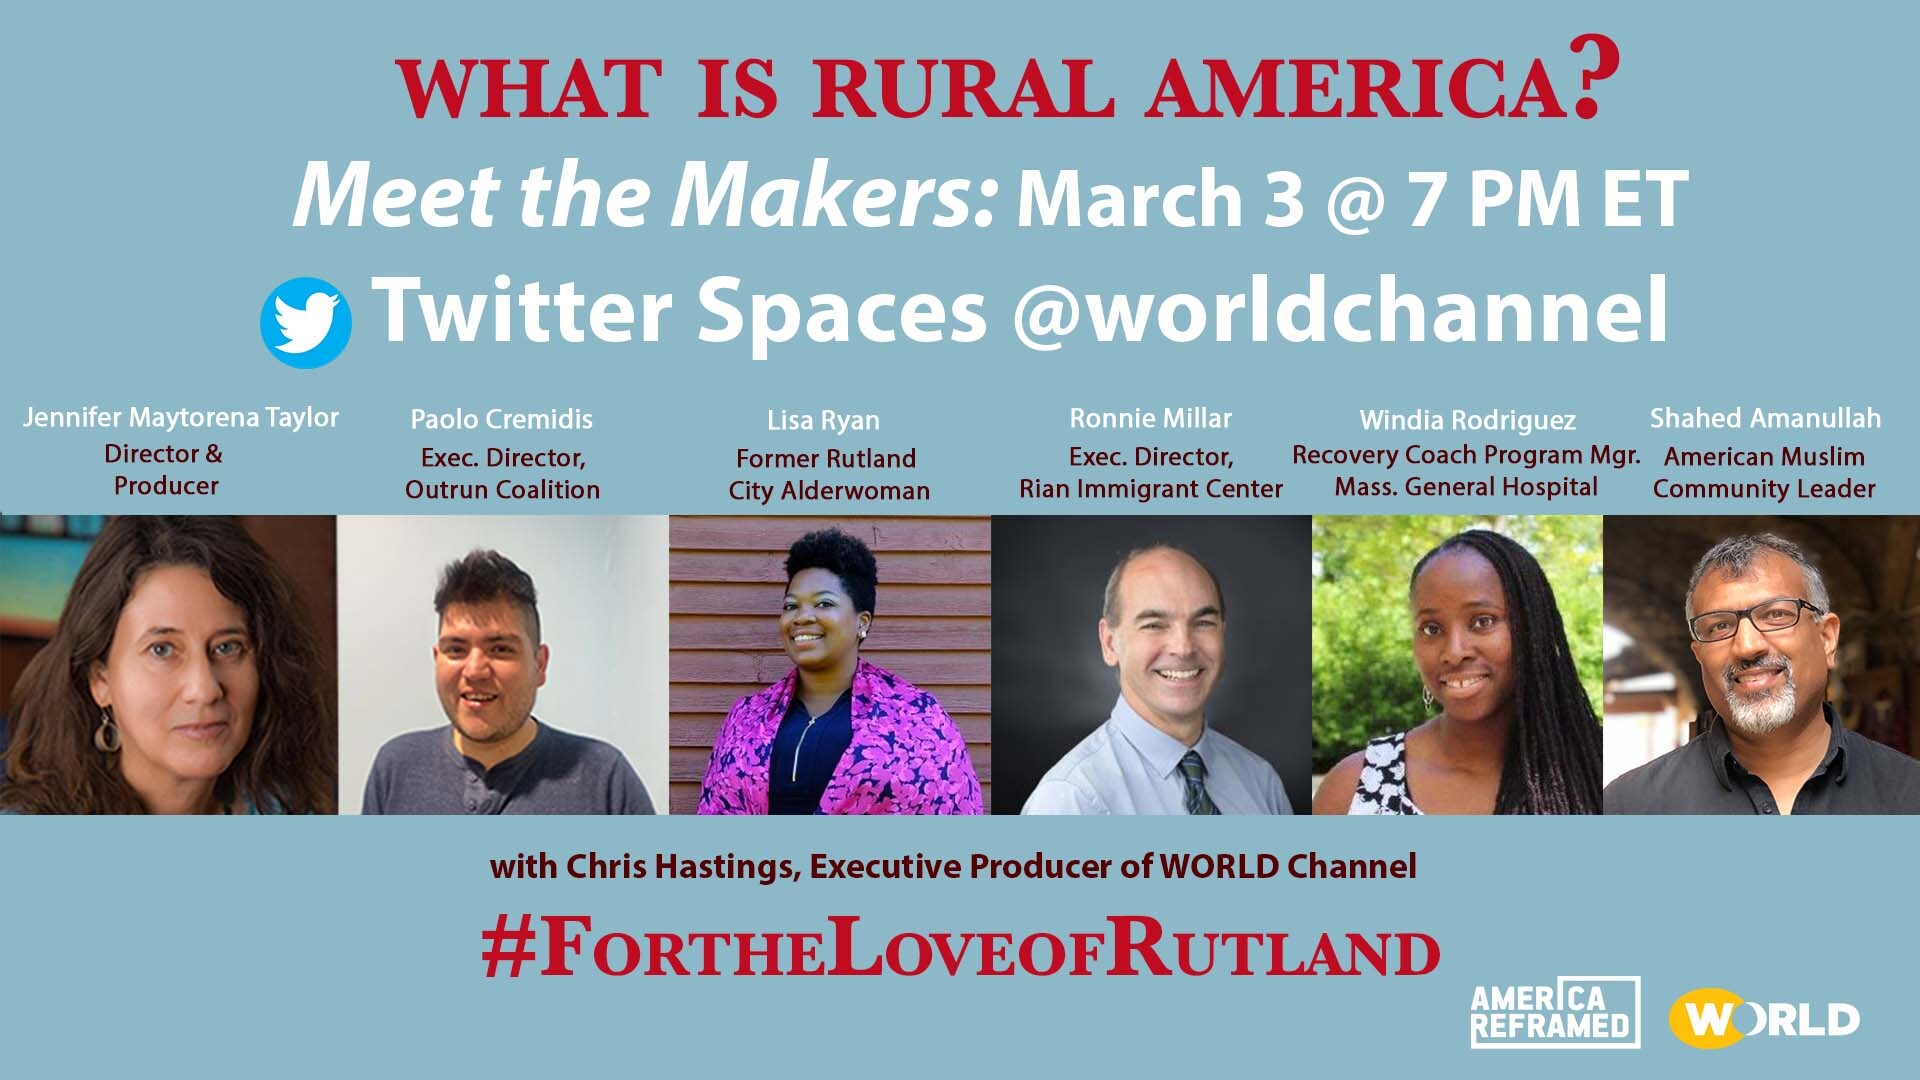 WHAT IS RURAL AMERICA?
Meet the Makers: March 3 @ 7 PM ET
Twitter Spaces @worldchannel
Jennifer Maytorena Taylor
Director &
Producer
Paolo Cremidis
Exec. Director,
Outrun Coalition
Lisa Ryan
Former Rutland
City Alderwoman
Ronnie Millar
Exec. Director,
Rian Immigrant Center
Windia Rodriguez
Recovery Coach Program Mgr.
Mass. General Hospital
Shahed Amanullah
American Muslim
Community Leader
with Chris Hastings, Executive Producer of WORLD Channel
#FORTHELOVEOFRUTLAND
AMERICA
REFRAMED
WORLD